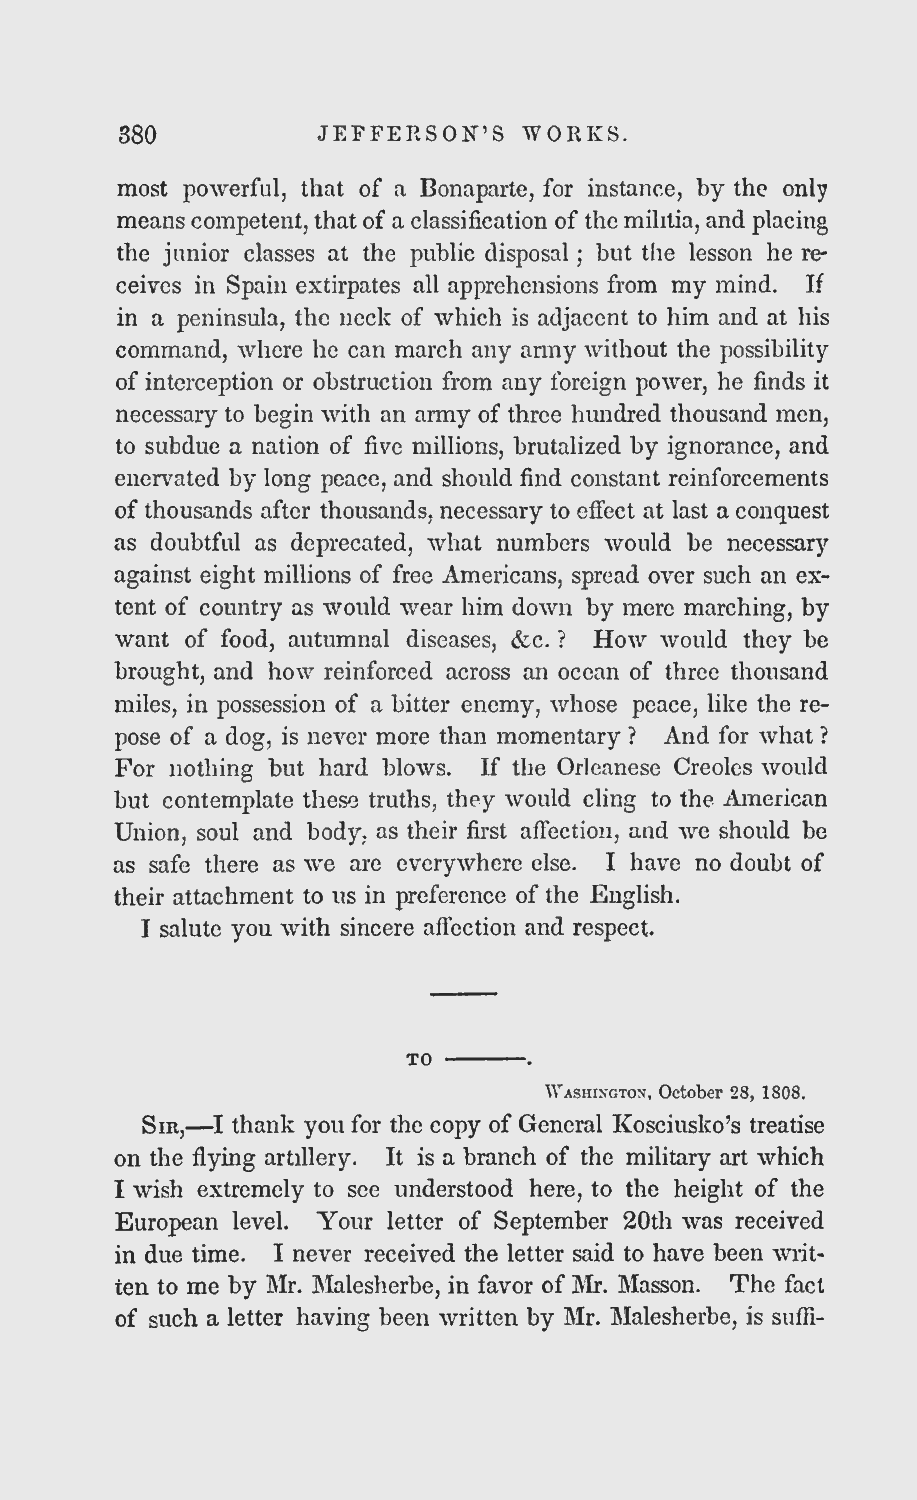 380 JEFFERSON'S WORKS.
most powerful, that of a Bonaparte, for instance, by the only
means competent, that of a classification of the militia, and placing
the junior classes at the public disposal ; but the lesson he re-
ceives in Spain extirpates all apprehensions from my mind. If
in a peninsula, the neck of which is adjacent to him and at his
command, where he can march any army without the possibility
of interception or obstruction from any foreign power, he finds it
necessary to begin with an army of three hundred thousand men,
to subdue a nation of five millions, brutalized by ignorance, and
enervated by long peace, and should find constant reinforcements
of thousands after thousands, necessary to effect at last a conquest
as doubtful as deprecated, what numbers would be necessary
against eight millions of free Americans, spread over such an ex-
tent of country as would wear him down by mere marching, by
want of food, autumnal diseases, &c. ? How would they be
brought, and how reinforced across an ocean of three thousand
miles, in possession of a bitter enemy, whose peace, like the re-
pose of a dog, is never more than momentary ? And for what ?
For nothing but hard blows. If the Orleanese Creoles would
but contemplate these truths, they would cling to the American
Union, soul and body, as their first affection, and we should be
as safe there as we are everywhere else. I have no doubt of
their attachment to us in preference of the English.
I salute you with sincere affection and respect.
TO ———.
WASHINGTON, October 28, 1808.
SIR,—I thank you for the copy of General Kosciusko's treatise
on the flying artillery. It is a branch of the military art which
I wish extremely to see understood here, to the height of the
European level. Your letter of September 20th was received
in due time. I never received the letter said to have been writ-
ten to me by Mr. Malesherbe, in favor of Mr. Masson. The fact
of such a letter having been written by Mr. Malesherbe, is suffi-